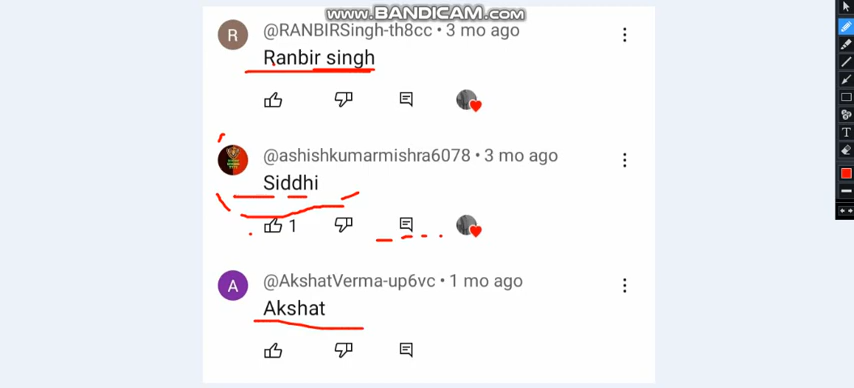 www.BANDICAM.com
@RANBIRSingh-th8cc • 3 mo ago
R
Ranbir singh
@ashishkumarmishra6078 • 3 mo ago
Siddhi
1
@AkshatVerma-up6vc • 1 mo ago
A
Akshat
T